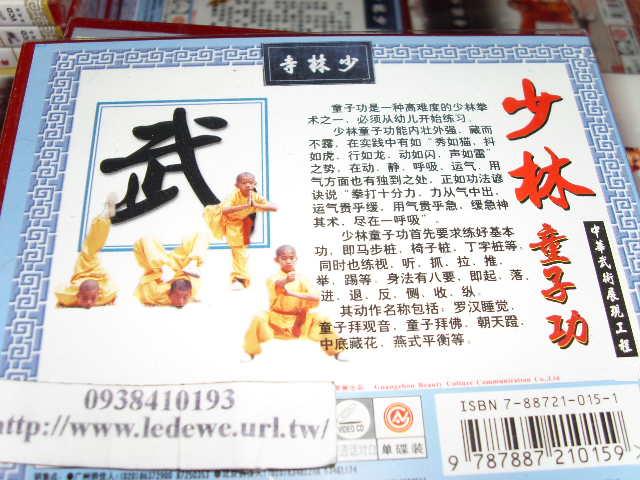 寺林少
武
少林
童子功
中華武術展現工程
童子功是一种高难度的少林拳
术之一，必须从幼儿开始练习。
少林童子功能内壮外强，藏而
不露，在实践中有如“秀如猫，抖
如虎，行如龙，动如闪，声如雷”
之势，在动、静、呼吸、运气、用
气方面也有独到之处，正如功法谚
诀说“拳打十分力，力从气中出，
运气贵乎缓，用气贵乎急，缓急神
其术，尽在一呼吸”。
少林童子功首先要求练好基本
功，即马步桩，椅子桩，丁字桩等，
同时也练视、听、抓、拉、推、
举、踢等，身法有八要，即起、落、
进、退、反、侧、收、纵。
其动作名称包括：罗汉睡觉，
童子拜观音，童子拜佛，朝天蹬，
中底藏花，燕式平衡等。
Guangzhou Beauty Culture Communication Co.,Ltd
0938410193
http://www.ledewe.url.tw/
VIDEO CD
单碟装
ISBN 7-88721-015-1
9 787887 210159